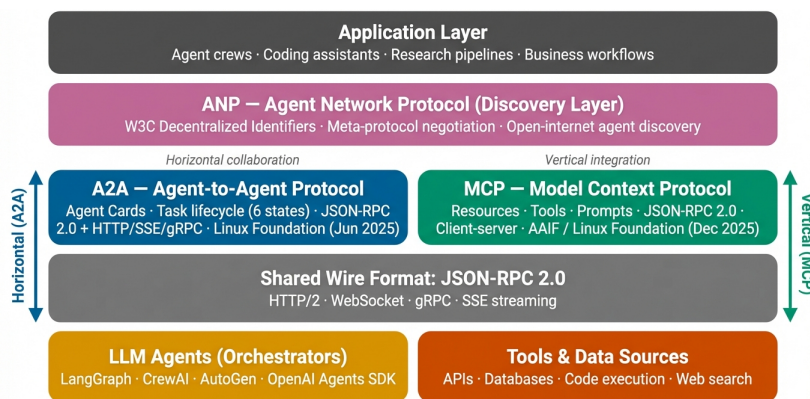 Application Layer
Agent crews · Coding assistants · Research pipelines · Business workflows
ANP — Agent Network Protocol (Discovery Layer)
W3C Decentralized Identifiers · Meta-protocol negotiation · Open-internet agent discovery
Horizontal collaboration
Vertical integration
Horizontal (A2A)
A2A — Agent-to-Agent Protocol
Agent Cards · Task lifecycle (6 states) · JSON-RPC
2.0 + HTTP/SSE/gRPC · Linux Foundation (Jun 2025)
MCP — Model Context Protocol
Resources · Tools · Prompts · JSON-RPC 2.0 ·
Client-server · AAIF / Linux Foundation (Dec 2025)
Vertical (MCP)
Shared Wire Format: JSON-RPC 2.0
HTTP/2 · WebSocket · gRPC · SSE streaming
LLM Agents (Orchestrators)
LangGraph · CrewAI · AutoGen · OpenAI Agents SDK
Tools & Data Sources
APIs · Databases · Code execution · Web search